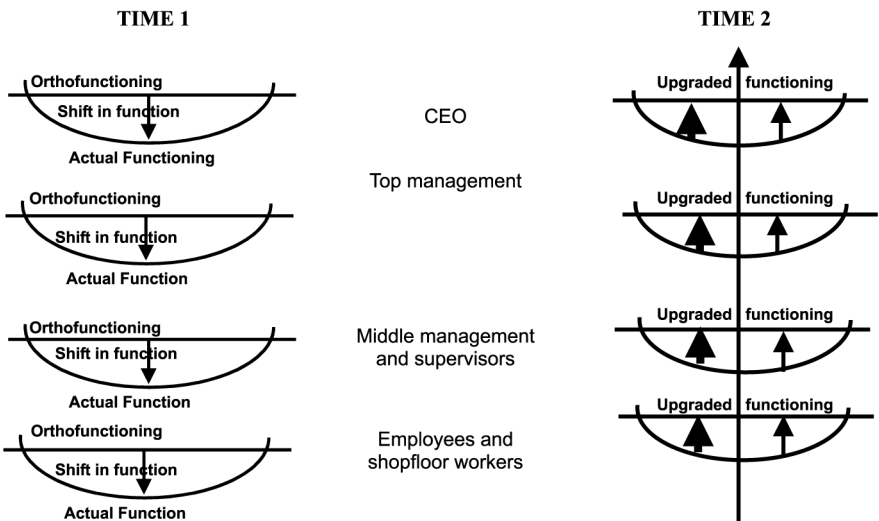 TIME 1
TIME 2
Orthofunctioning
Shift in function
Actual Functioning
CEO
Upgraded functioning
Top management
Orthofunctioning
Shift in function
Actual Function
Upgraded functioning
Orthofunctioning
Shift in function
Actual Function
Middle management
and supervisors
Upgraded functioning
Orthofunctioning
Shift in function
Actual Function
Employees and
shopfloor workers
Upgraded functioning